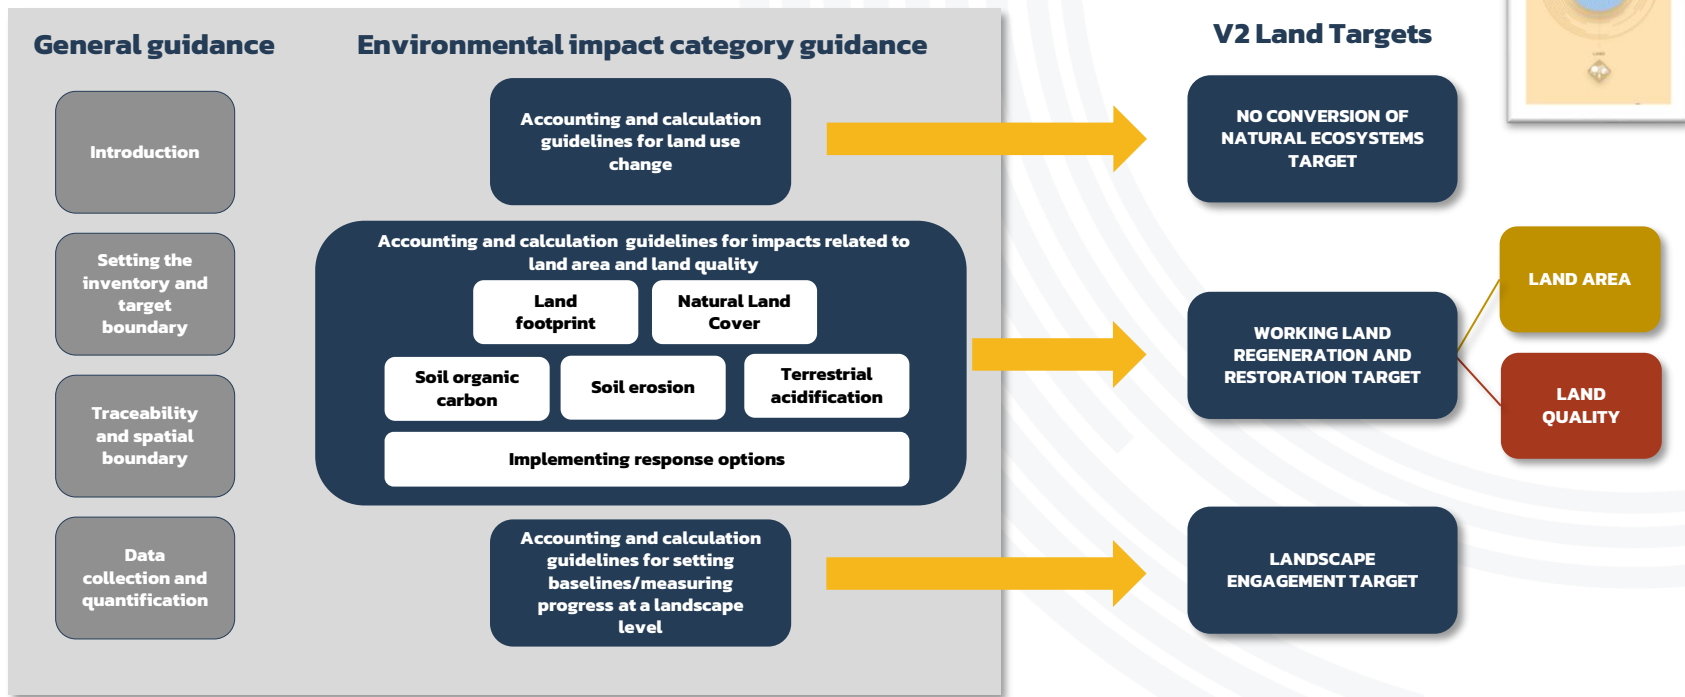 General guidance
Introduction
Setting the
inventory and
target
boundary
Traceability
and spatial
boundary
Data
collection and
quantification
Environmental impact category guidance
Accounting and calculation
guidelines for land use
change
Accounting and calculation guidelines for impacts related to
land area and land quality
Land
footprint
Natural Land
Cover
Soil organic
carbon
Soil erosion
Terrestrial
acidification
Implementing response options
Accounting and calculation
guidelines for setting
baselines/measuring
progress at a landscape
level
V2 Land Targets
NO CONVERSION OF
NATURAL ECOSYSTEMS
TARGET
WORKING LAND
REGENERATION AND
RESTORATION TARGET
LAND AREA
LAND
QUALITY
LANDSCAPE
ENGAGEMENT TARGET